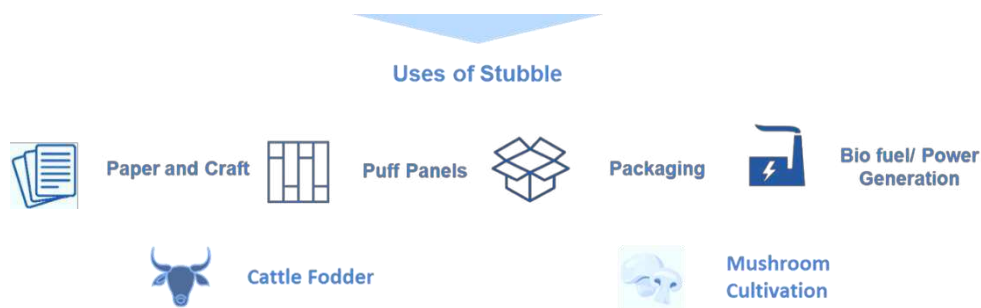 Uses of Stubble
Paper and Craft
Puff Panels
Packaging
Bio fuel/ Power
Generation
Cattle Fodder
Mushroom
Cultivation